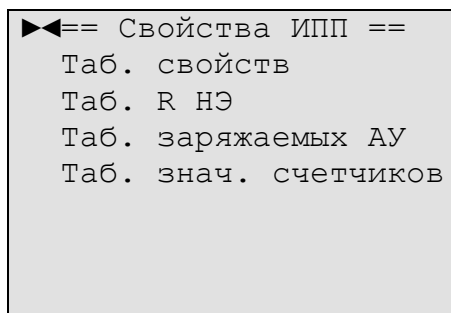 ►◄== Свойства ИПП ==
Таб. свойств
Таб. R НЭ
Таб. заряжаемых АУ
Таб. знач. счетчиков